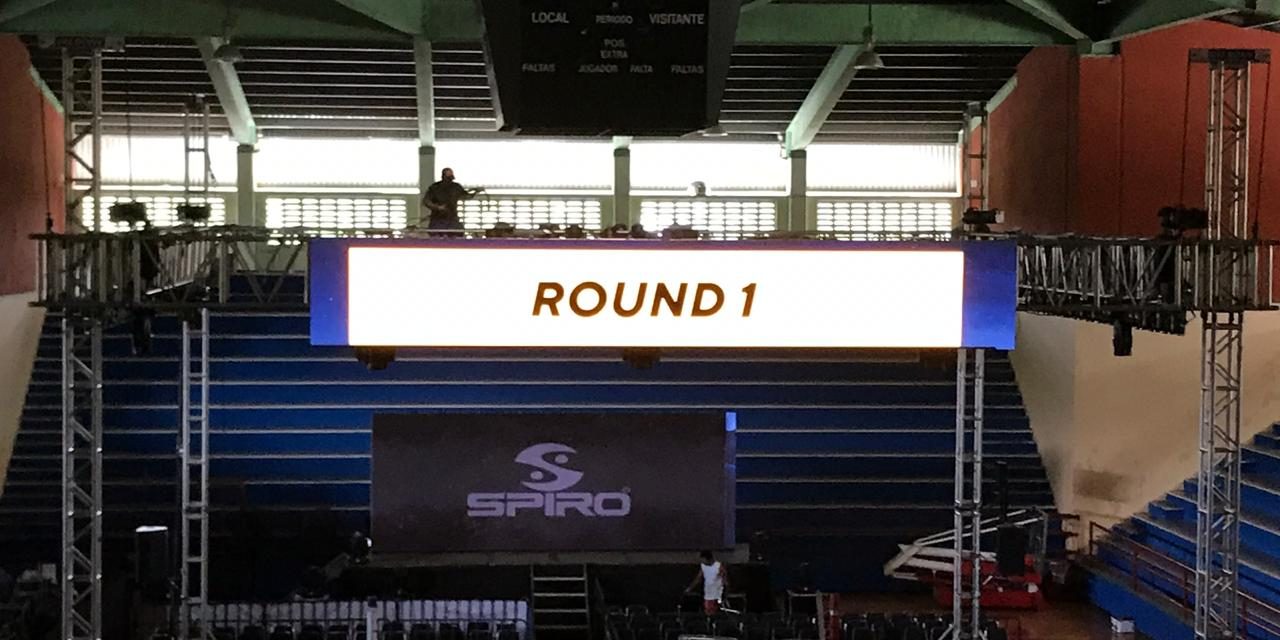 LOCAL PERIODO VISITANTE
POS.
EXTRA
FALTAS JUGADOR FALTA FALTAS
ROUND 1
SPIRO